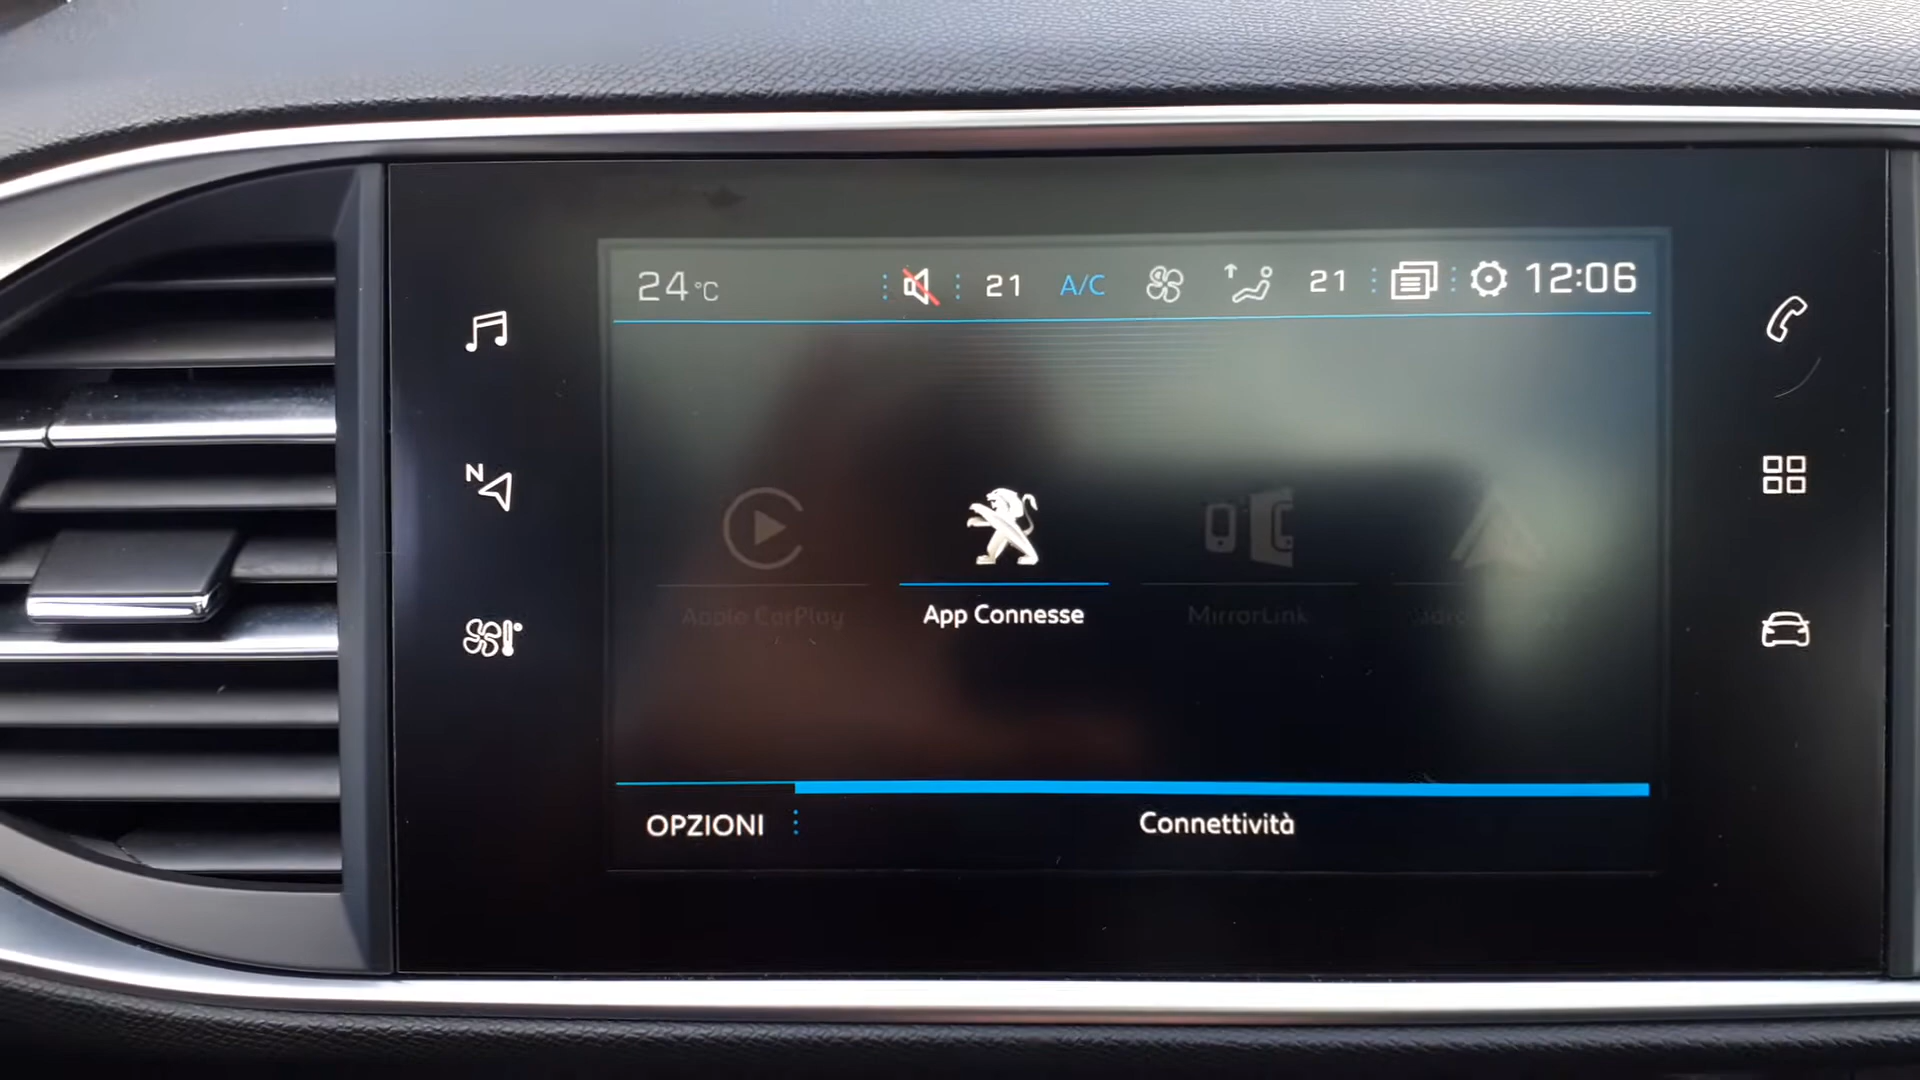 24°C 21 A/C 21 12:06
N
Apple CarPlay App Connesse MirrorLink
OPZIONI Connettività